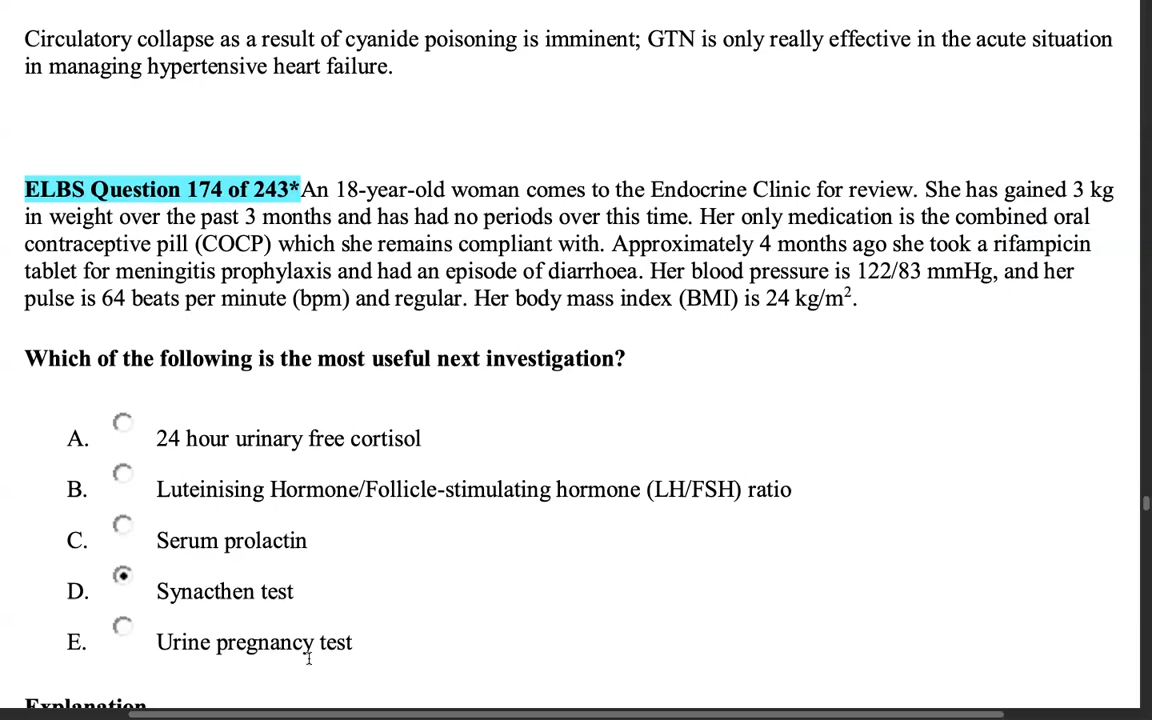 Circulatory collapse as a result of cyanide poisoning is imminent; GTN is only really effective in the acute situation
in managing hypertensive heart failure.
ELBS Question 174 of 243*An 18-year-old woman comes to the Endocrine Clinic for review. She has gained 3 kg
in weight over the past 3 months and has had no periods over this time. Her only medication is the combined oral
contraceptive pill (COCP) which she remains compliant with. Approximately 4 months ago she took a rifampicin
tablet for meningitis prophylaxis and had an episode of diarrhoea. Her blood pressure is 122/83 mmHg, and her
pulse is 64 beats per minute (bpm) and regular. Her body mass index (BMI) is 24 kg/m².
Which of the following is the most useful next investigation?
A. 24 hour urinary free cortisol
B. Luteinising Hormone/Follicle-stimulating hormone (LH/FSH) ratio
C. Serum prolactin
D. Synacthen test
E. Urine pregnancy test
Explanation